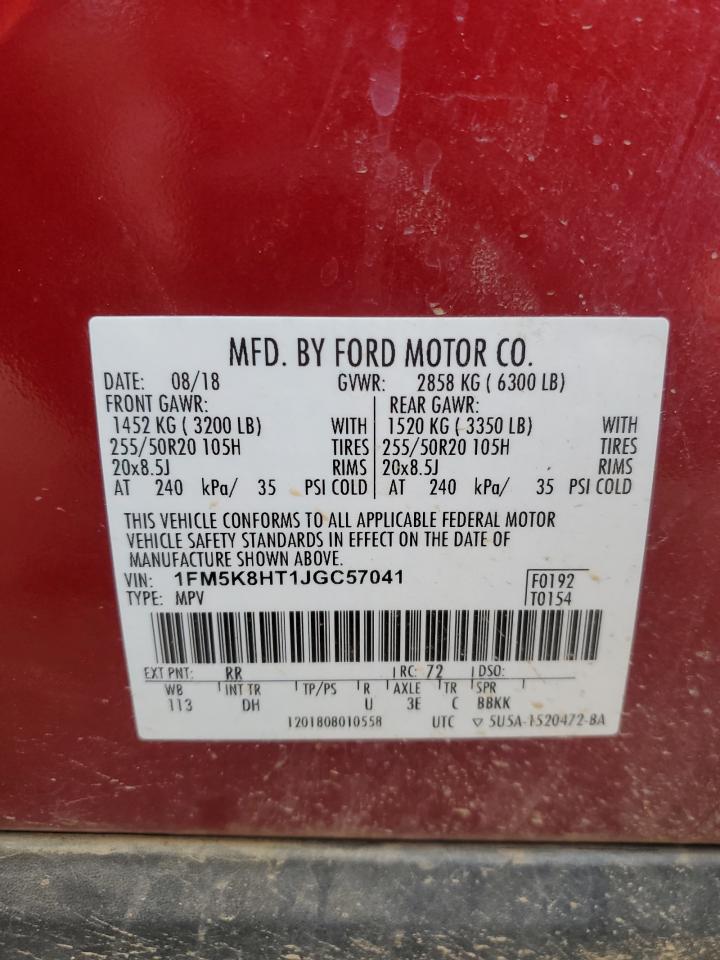 MFD. BY FORD MOTOR CO.
DATE: 08/18 GVWR: 2858 KG ( 6300 LB)
FRONT GAWR: REAR GAWR:
1452 KG ( 3200 LB) WITH 1520 KG ( 3350 LB) WITH
255/50R20 105H TIRES 255/50R20 105H TIRES
20x8.5J RIMS 20x8.5J RIMS
AT 240 kPa/ 35 PSI COLD AT 240 kPa/ 35 PSI COLD
THIS VEHICLE CONFORMS TO ALL APPLICABLE FEDERAL MOTOR
VEHICLE SAFETY STANDARDS IN EFFECT ON THE DATE OF
MANUFACTURE SHOWN ABOVE.
VIN: 1FM5K8HT1JGC57041 F0192
TYPE: MPV T0154
EXT PNT: RR RC: 72 DSO:
WB INT TR TP/PS R AXLE TR SPR
113 DH U 3E C BBKK
1201808010558 UTC ▽ 5U5A-1520472-BA